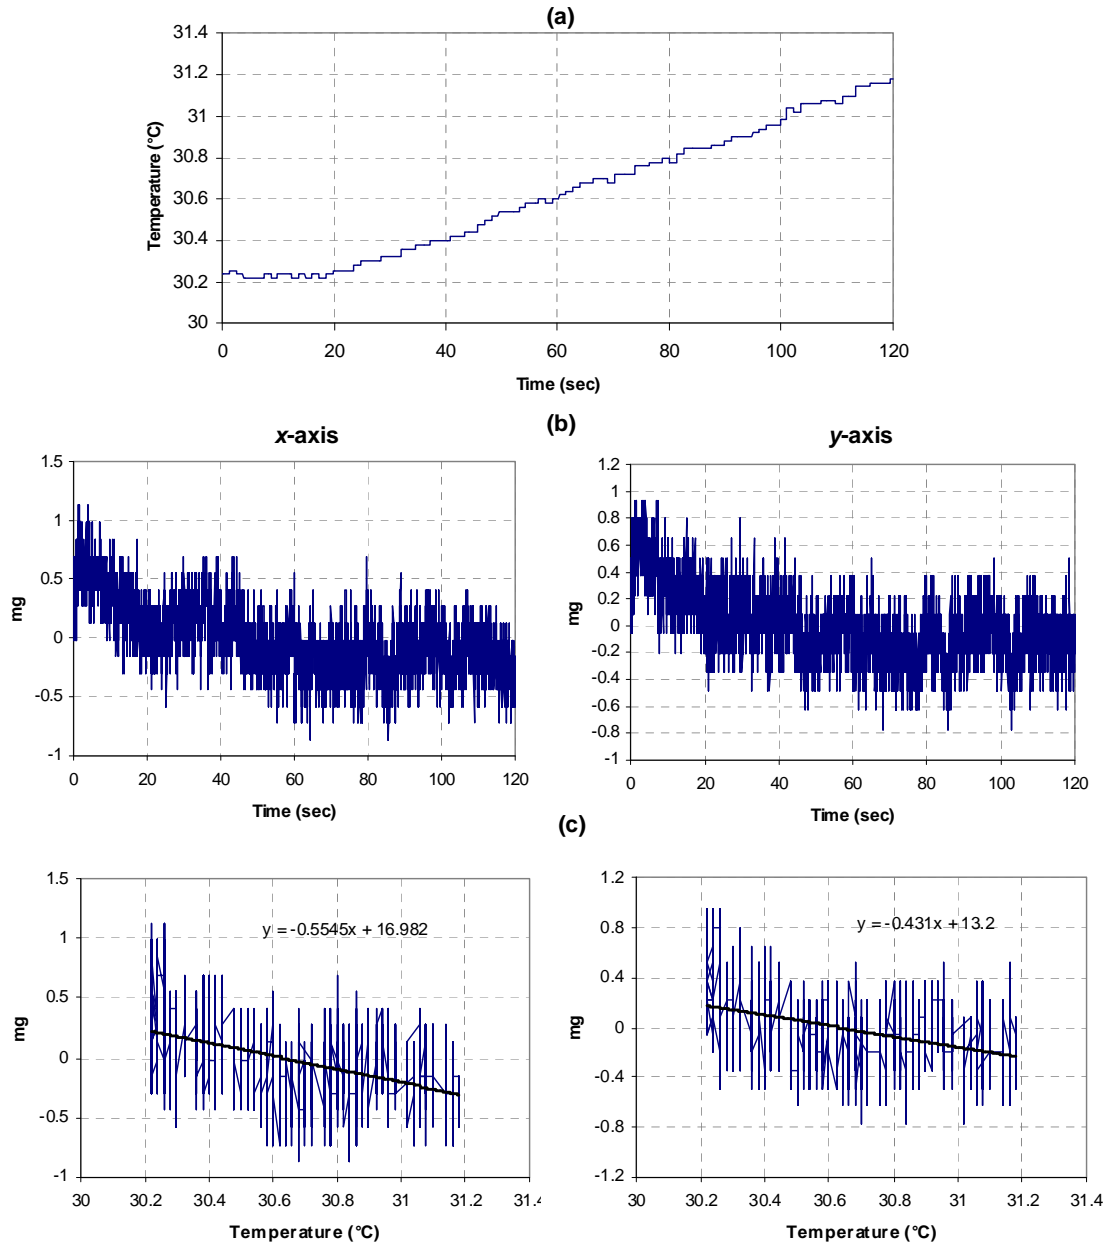 (a)
31.4
31.2
31
30.8
30.6
30.4
30.2
30
Temperature (°C)
0 20 40 60 80 100 120
Time (sec)
(b)
x-axis
1.5
1
0.5
0
-0.5
-1
mg
0 20 40 60 80 100 120
Time (sec)
y-axis
1.2
1
0.8
0.6
0.4
0.2
0
-0.2
-0.4
-0.6
-0.8
-1
mg
0 20 40 60 80 100 120
Time (sec)
(c)
1.5
1
0.5
0
-0.5
-1
mg
y = -0.5545x + 16.982
30 30.2 30.4 30.6 30.8 31 31.2 31.4
Temperature (°C)
1.2
0.8
0.4
0
-0.4
-0.8
-1.2
mg
y = -0.431x + 13.2
30 30.2 30.4 30.6 30.8 31 31.2 31.4
Temperature (°C)